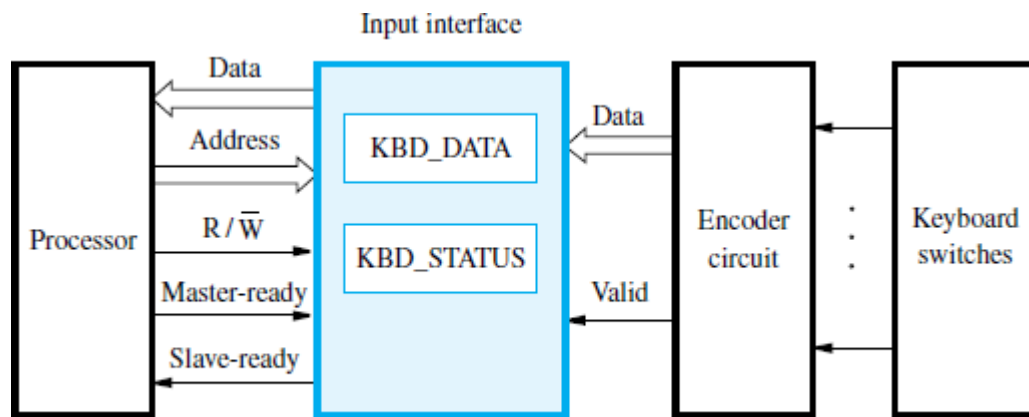 Input interface
Data
Address
R / W̅
Master-ready
Slave-ready
Processor
KBD_DATA
KBD_STATUS
Data
Valid
Encoder
circuit
Keyboard
switches